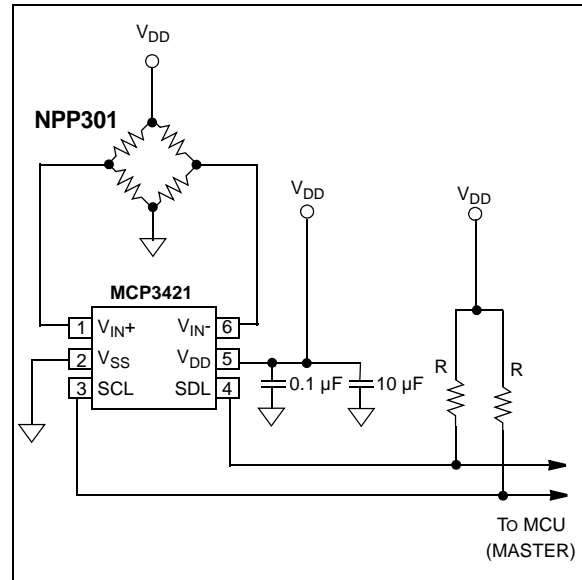 VDD
NPP301
VDD
VDD
MCP3421
1 VIN+ VIN- 6
2 VSS VDD 5
3 SCL SDL 4
0.1 µF 10 µF
R R
TO MCU
(MASTER)